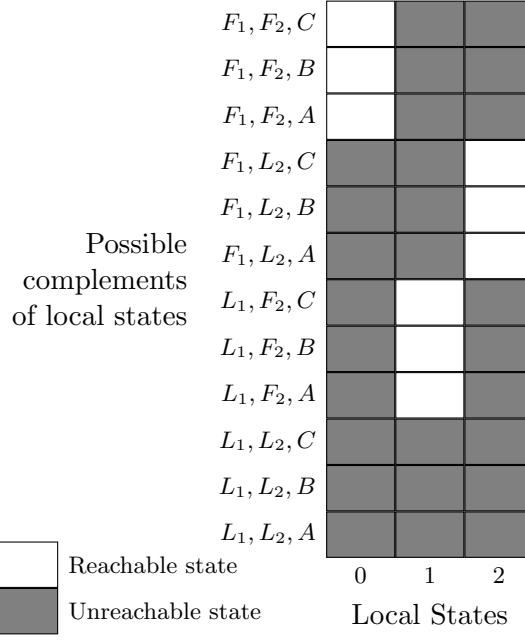 F₁, F₂, C
F₁, F₂, B
F₁, F₂, A
F₁, L₂, C
F₁, L₂, B
F₁, L₂, A
L₁, F₂, C
L₁, F₂, B
L₁, F₂, A
L₁, L₂, C
L₁, L₂, B
L₁, L₂, A
Possible
complements
of local states
0 1 2
Local States
Reachable state
Unreachable state